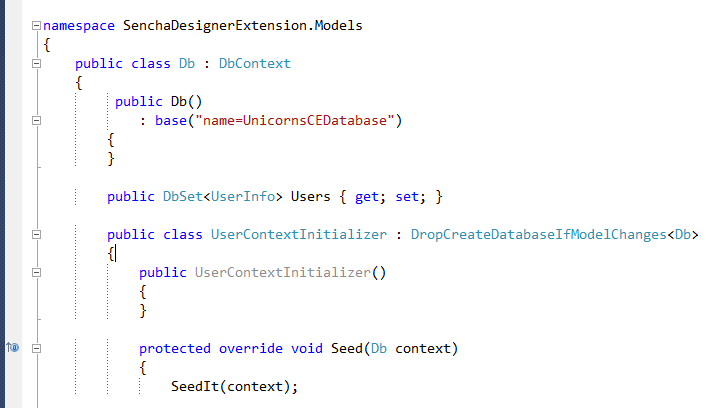 namespace SenchaDesignerExtension.Models
{
public class Db : DbContext
{
public Db()
: base("name=UnicornsCEDatabase")
{
}
public DbSet<UserInfo> Users { get; set; }
public class UserContextInitializer : DropCreateDatabaseIfModelChanges<Db>
{
public UserContextInitializer()
{
}
protected override void Seed(Db context)
{
SeedIt(context);